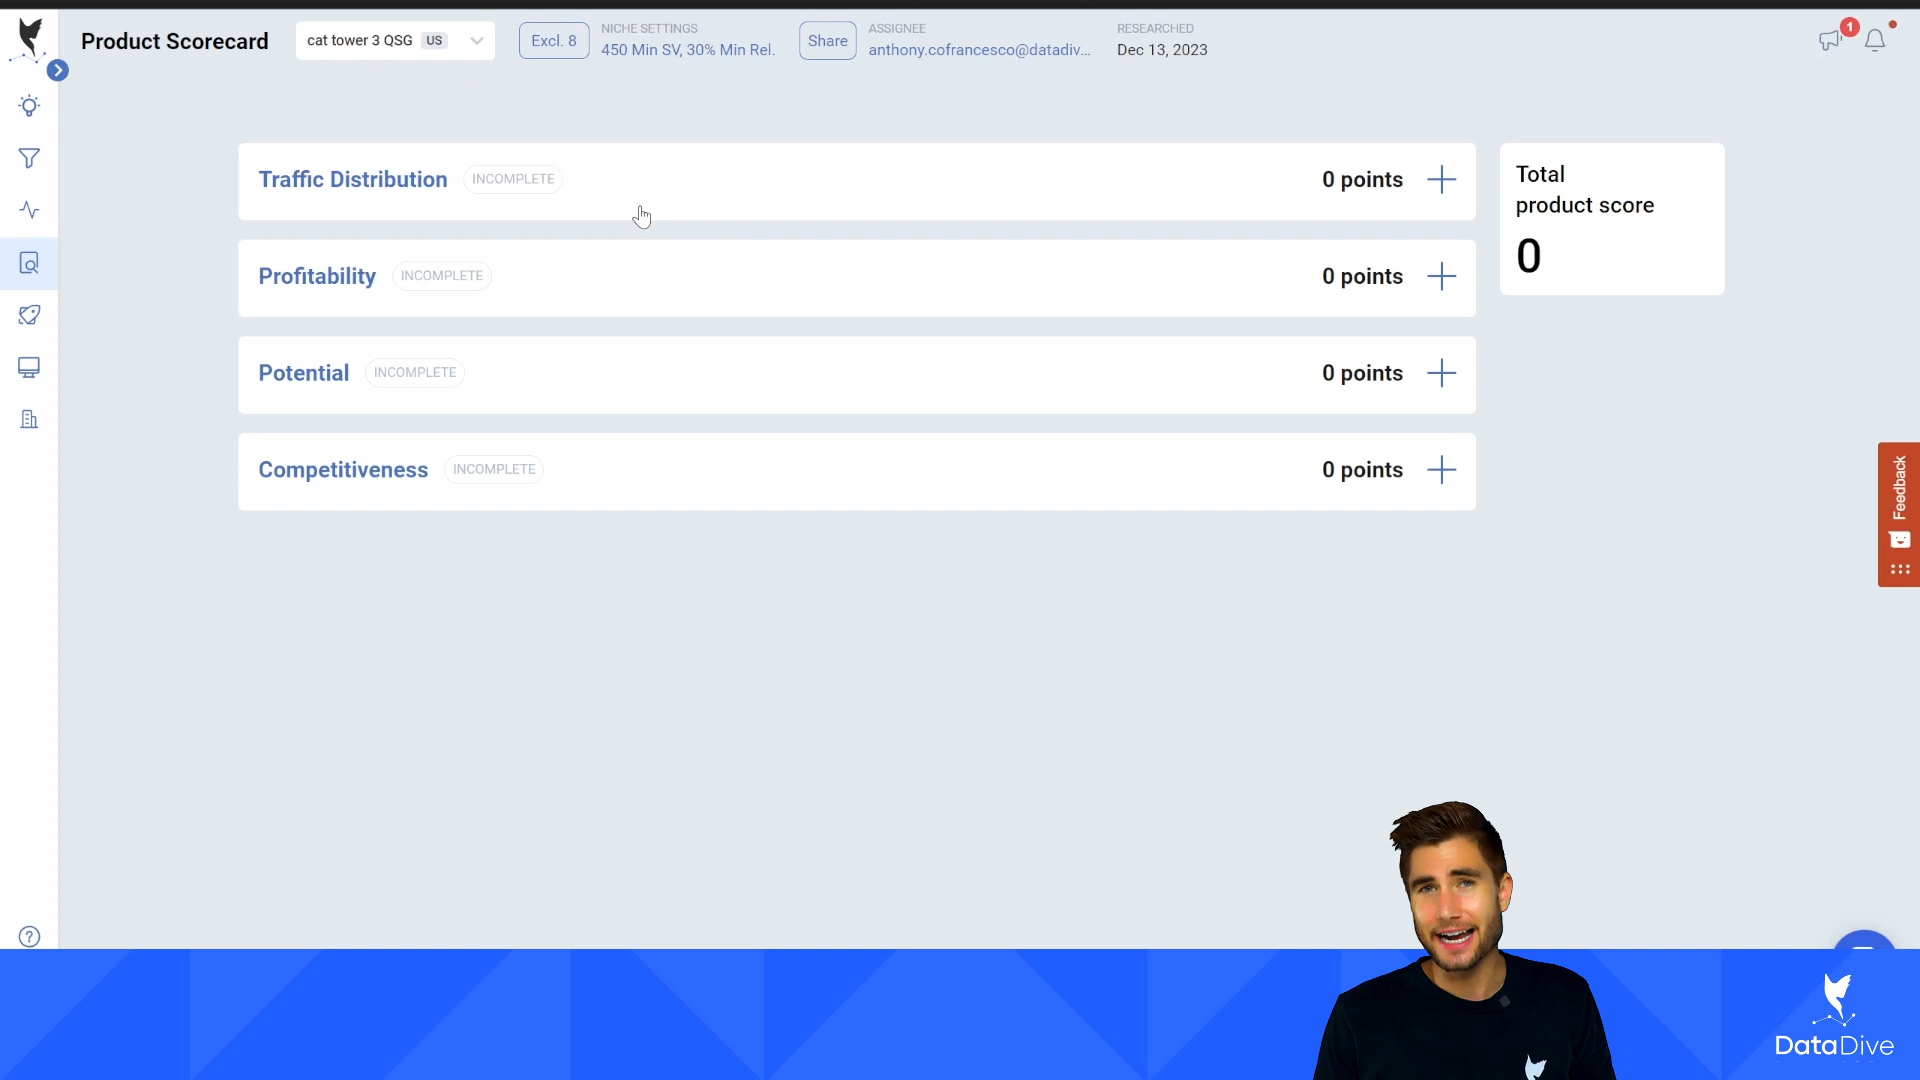 Product Scorecard
cat tower 3 QSG US
Excl. 8
NICHE SETTINGS
450 Min SV, 30% Min Rel.
Share
ASSIGNEE
anthony.cofrancesco@datadiv...
RESEARCHED
Dec 13, 2023
1
Traffic Distribution INCOMPLETE 0 points
Total
product score
0
Profitability INCOMPLETE 0 points
Potential INCOMPLETE 0 points
Competitiveness INCOMPLETE 0 points
Feedback
DataDive